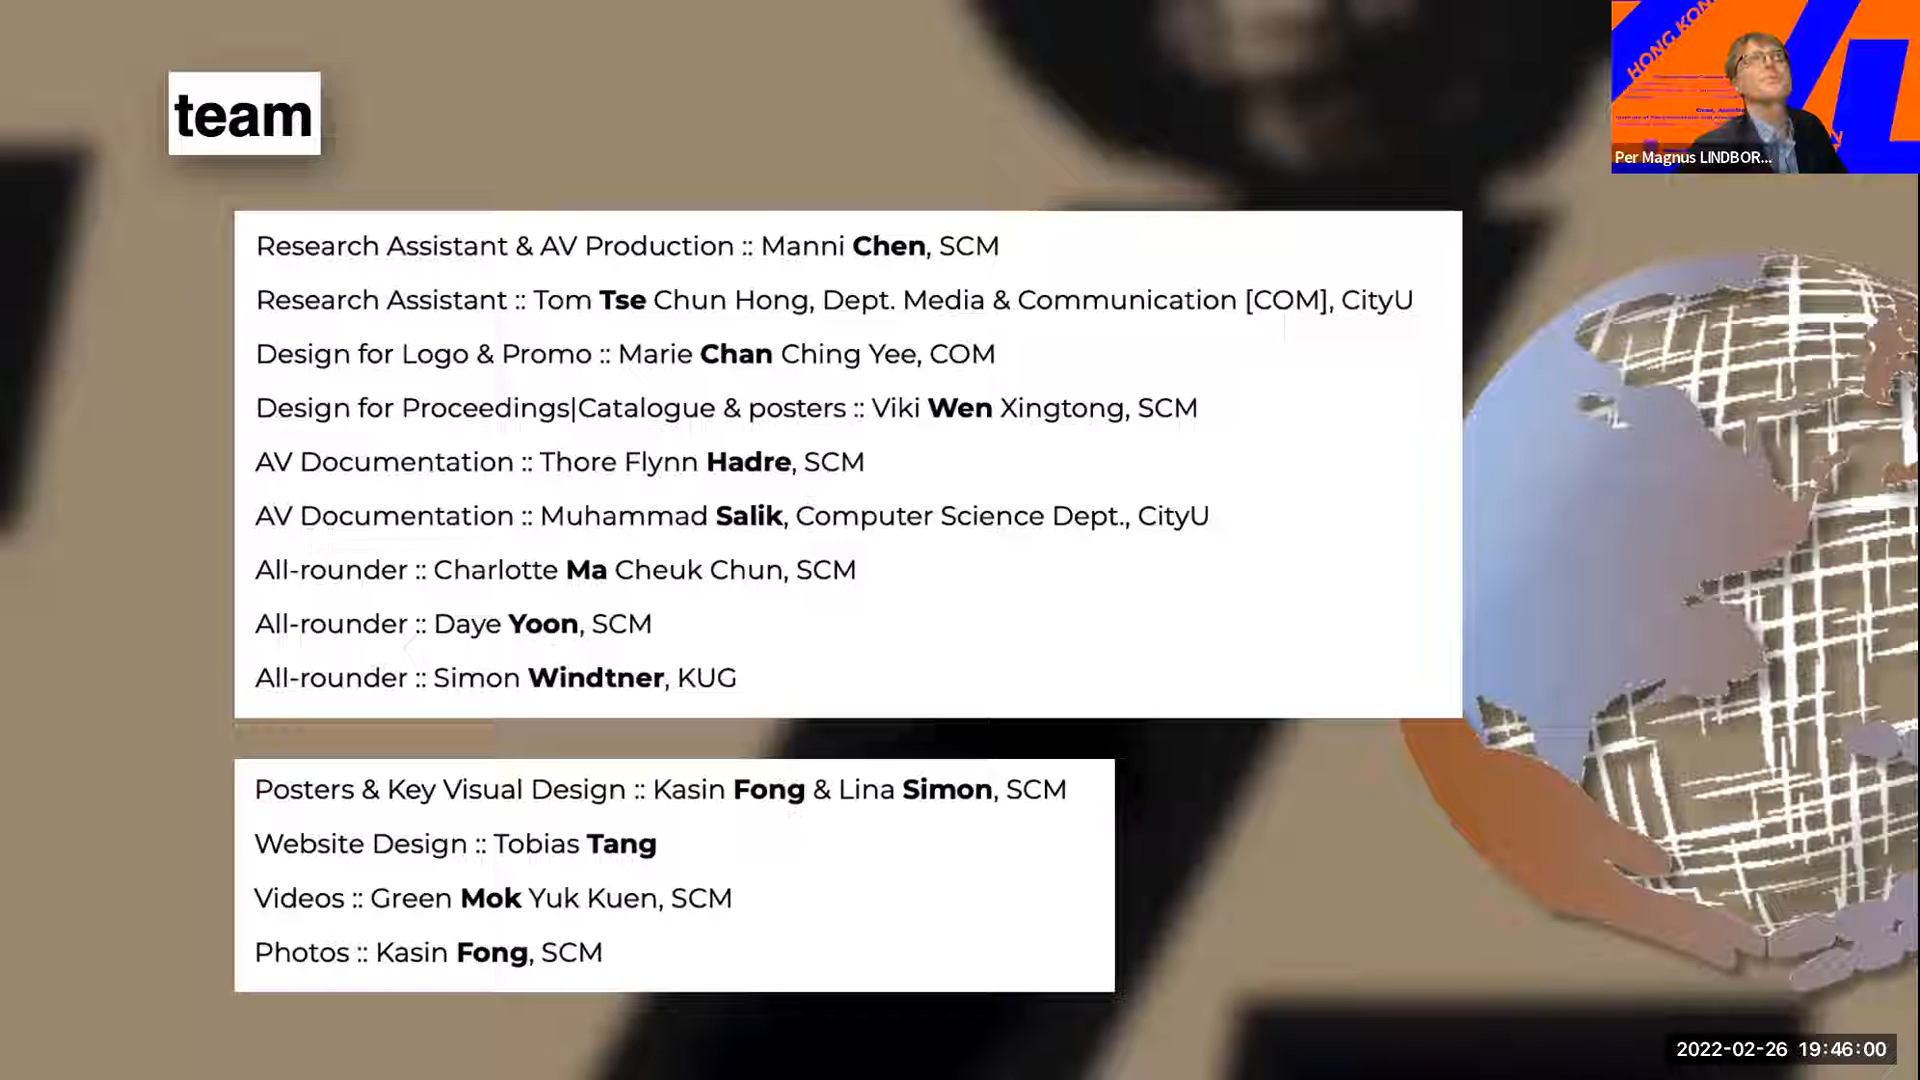 team
HONG KON
Per Magnus LINDBOR...
Research Assistant & AV Production :: Manni Chen, SCM
Research Assistant :: Tom Tse Chun Hong, Dept. Media & Communication [COM], CityU
Design for Logo & Promo :: Marie Chan Ching Yee, COM
Design for Proceedings|Catalogue & posters :: Viki Wen Xingtong, SCM
AV Documentation :: Thore Flynn Hadre, SCM
AV Documentation :: Muhammad Salik, Computer Science Dept., CityU
All-rounder :: Charlotte Ma Cheuk Chun, SCM
All-rounder :: Daye Yoon, SCM
All-rounder :: Simon Windtner, KUG
Posters & Key Visual Design :: Kasin Fong & Lina Simon, SCM
Website Design :: Tobias Tang
Videos :: Green Mok Yuk Kuen, SCM
Photos :: Kasin Fong, SCM
2022-02-26 19:46:00